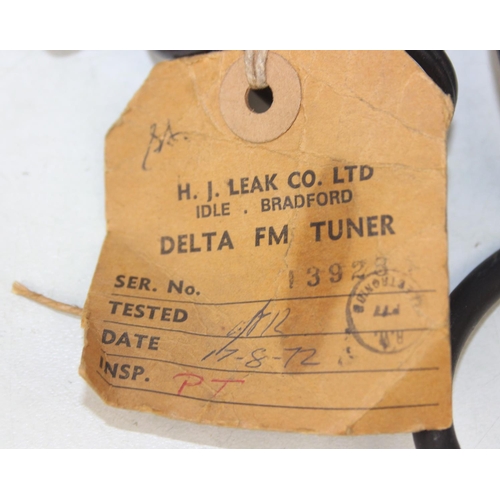 H. J. LEAK CO. LTD
IDLE . BRADFORD
DELTA FM TUNER
SER. No. 13923
TESTED
DATE 17-8-72
INSP. PT